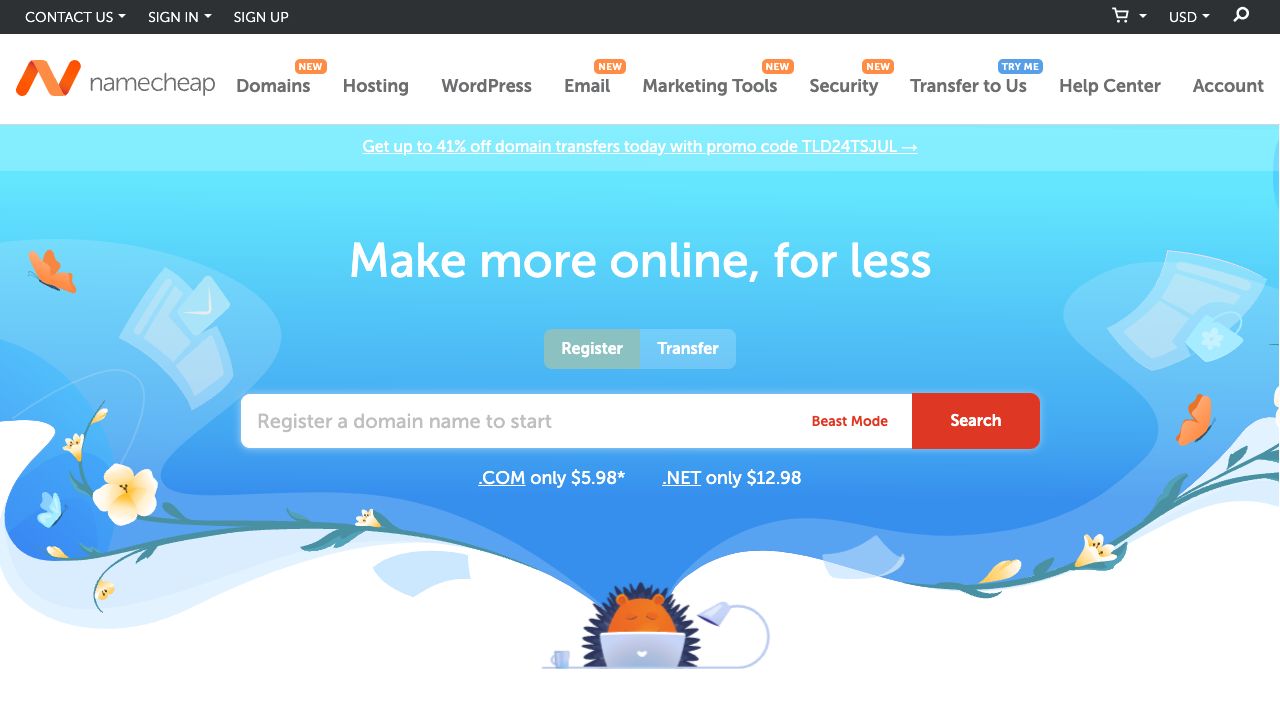 CONTACT US SIGN IN SIGN UP USD
namecheap
NEW NEW NEW NEW TRY ME
Domains Hosting WordPress Email Marketing Tools Security Transfer to Us Help Center Account
Get up to 41% off domain transfers today with promo code TLD24TSJUL →
Make more online, for less
Register Transfer
Register a domain name to start Beast Mode Search
.COM only $5.98* .NET only $12.98